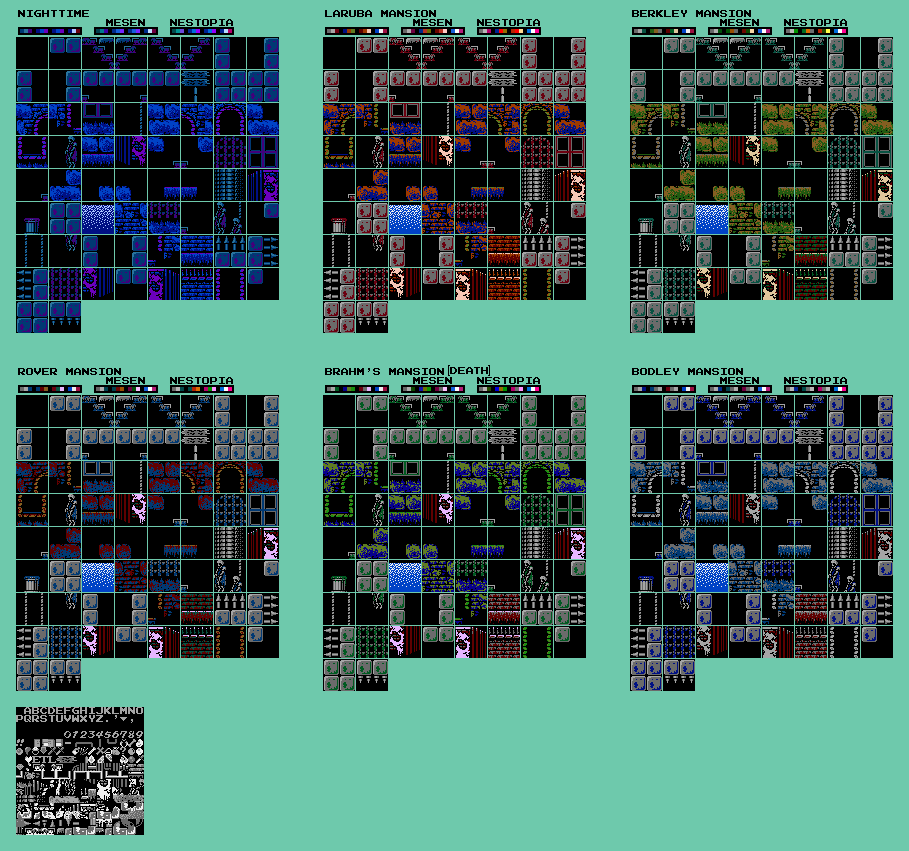 NIGHTTIME
MESEN NESTOPIA
LARUBA MANSION
MESEN NESTOPIA
BERKLEY MANSION
MESEN NESTOPIA
ROVER MANSION
MESEN NESTOPIA
BRAHM'S MANSION (DEATH)
MESEN NESTOPIA
BODLEY MANSION
MESEN NESTOPIA
ABCDEFGHIJKLMNO
PQRSTUVWXYZ.',
0123456789